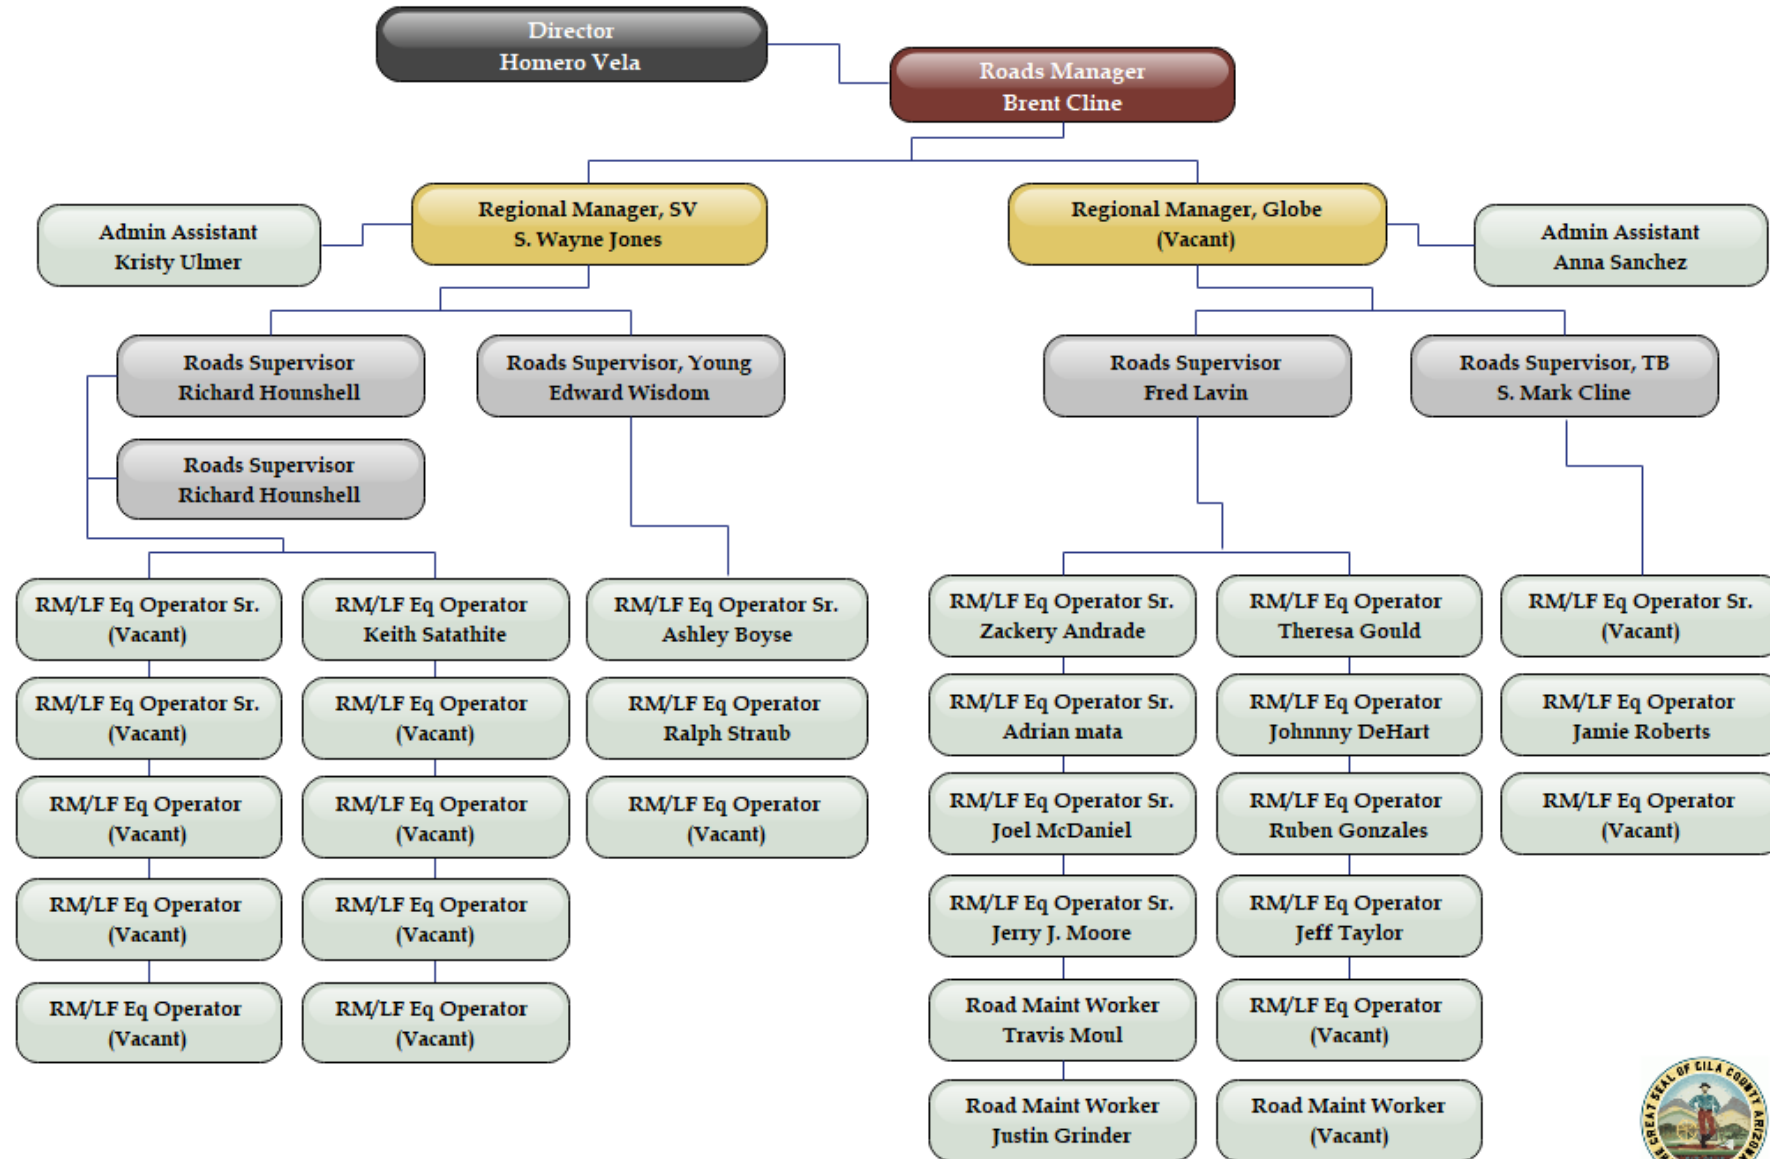 Director
Homero Vela
Roads Manager
Brent Cline
Regional Manager, SV
S. Wayne Jones
Regional Manager, Globe
(Vacant)
Admin Assistant
Kristy Ulmer
Admin Assistant
Anna Sanchez
Roads Supervisor
Richard Hounshell
Roads Supervisor, Young
Edward Wisdom
Roads Supervisor
Fred Lavin
Roads Supervisor, TB
S. Mark Cline
Roads Supervisor
Richard Hounshell
RM/LF Eq Operator Sr.
(Vacant)
RM/LF Eq Operator
Keith Satathite
RM/LF Eq Operator Sr.
Ashley Boyse
RM/LF Eq Operator Sr.
Zackery Andrade
RM/LF Eq Operator
Theresa Gould
RM/LF Eq Operator Sr.
(Vacant)
RM/LF Eq Operator Sr.
(Vacant)
RM/LF Eq Operator
(Vacant)
RM/LF Eq Operator
Ralph Straub
RM/LF Eq Operator Sr.
Adrian mata
RM/LF Eq Operator
Johnnny DeHart
RM/LF Eq Operator
Jamie Roberts
RM/LF Eq Operator
(Vacant)
RM/LF Eq Operator
(Vacant)
RM/LF Eq Operator
(Vacant)
RM/LF Eq Operator Sr.
Joel McDaniel
RM/LF Eq Operator
Ruben Gonzales
RM/LF Eq Operator
(Vacant)
RM/LF Eq Operator
(Vacant)
RM/LF Eq Operator
(Vacant)
RM/LF Eq Operator Sr.
Jerry J. Moore
RM/LF Eq Operator
Jeff Taylor
RM/LF Eq Operator
(Vacant)
RM/LF Eq Operator
(Vacant)
Road Maint Worker
Travis Moul
RM/LF Eq Operator
(Vacant)
Road Maint Worker
Justin Grinder
Road Maint Worker
(Vacant)
GREAT SEAL OF GILA COUNTY ARIZONA